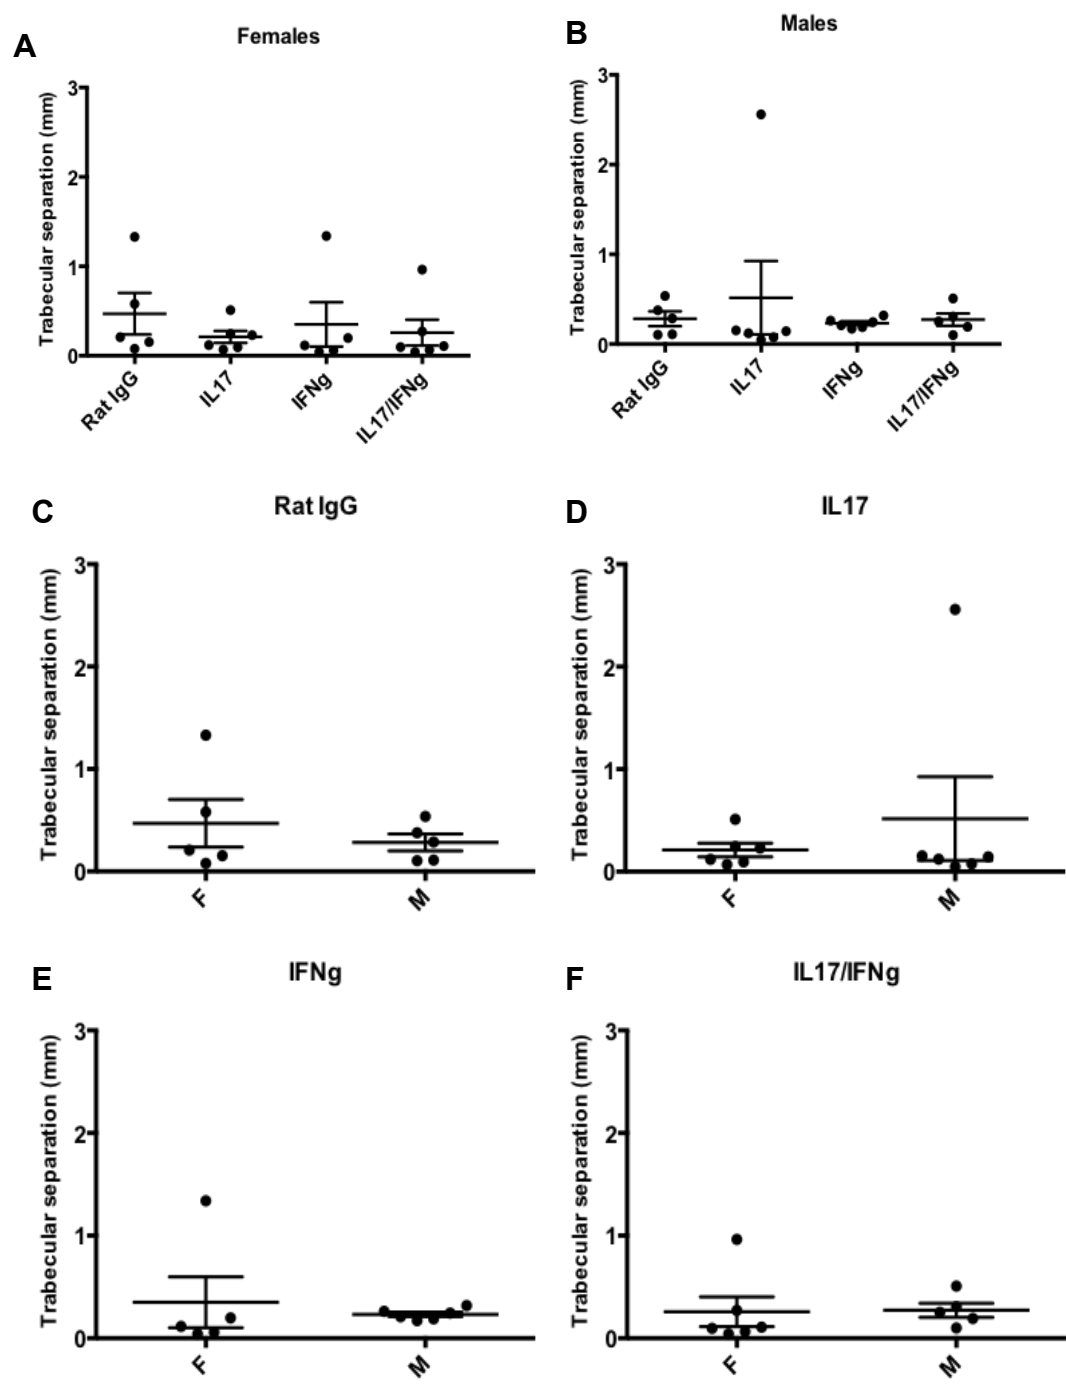 A
Females
Trabecular separation (mm)
3
2
1
0
Rat IgG
IL17
IFNg
IL17/IFNg
B
Males
Trabecular separation (mm)
3
2
1
0
Rat IgG
IL17
IFNg
IL17/IFNg
C
Rat IgG
Trabecular separation (mm)
3
2
1
0
F
M
D
IL17
Trabecular separation (mm)
3
2
1
0
F
M
E
IFNg
Trabecular separation (mm)
3
2
1
0
F
M
F
IL17/IFNg
Trabecular separation (mm)
3
2
1
0
F
M